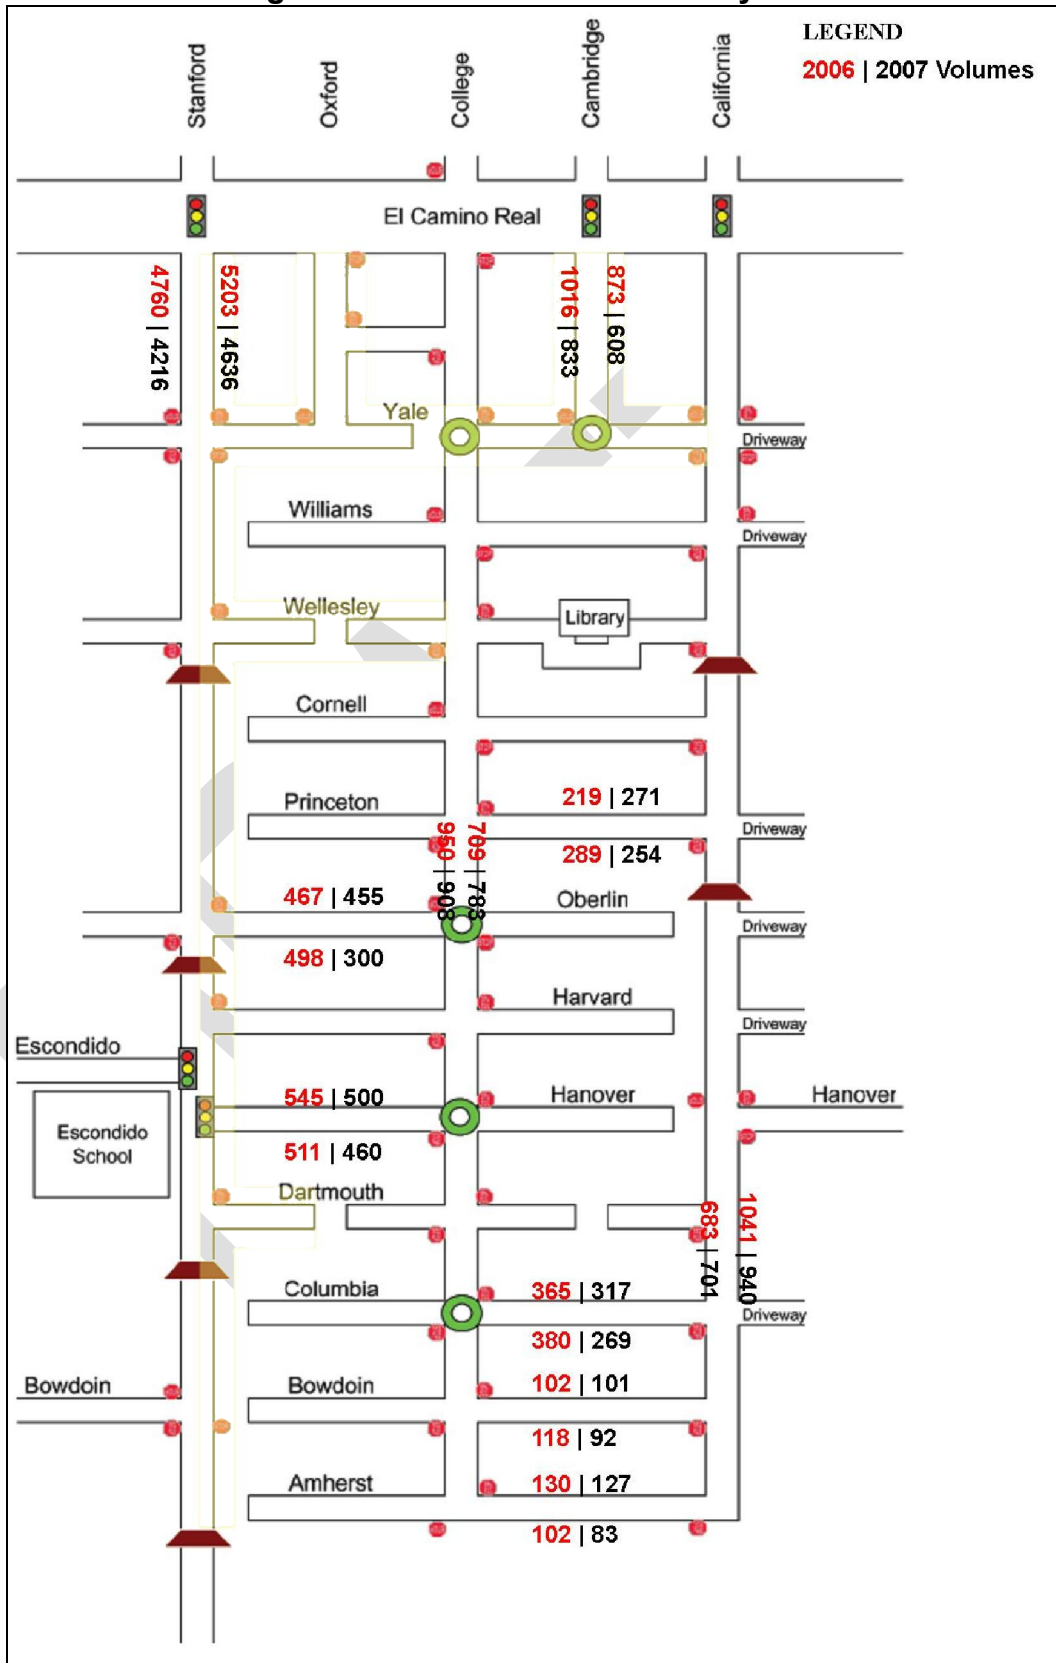 LEGEND
2006 | 2007 Volumes
Stanford
Oxford
College
Cambridge
California
El Camino Real
4760 | 4216
5203 | 4636
1016 | 833
873 | 608
Yale
Driveway
Williams
Driveway
Wellesley
Library
Cornell
Princeton
219 | 271
Driveway
289 | 254
950 | 908
709 | 783
467 | 455
Oberlin
Driveway
498 | 300
Harvard
Driveway
Escondido
545 | 500
Hanover
Hanover
Escondido
School
511 | 460
Dartmouth
683 | 701
1041 | 940
Columbia
365 | 317
Driveway
380 | 269
Bowdoin
Bowdoin
102 | 101
118 | 92
Amherst
130 | 127
102 | 83